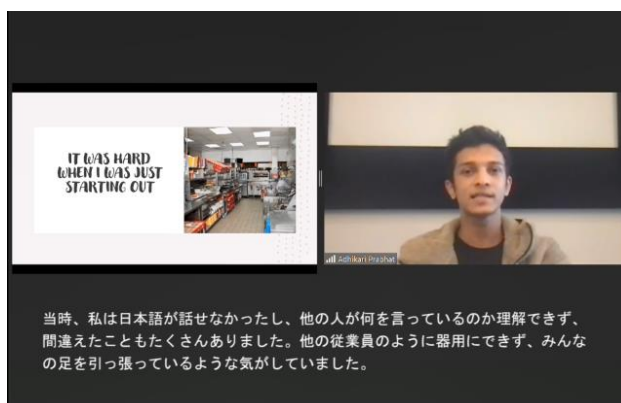 IT WAS HARD
WHEN I WAS JUST
STARTING OUT
Adhikari Prabhat
当時、私は日本語が話せなかったし、他の人が何を言っているのか理解できず、
間違えたこともたくさんありました。他の従業員のように器用にできず、みんな
の足を引っ張っているような気がしていました。